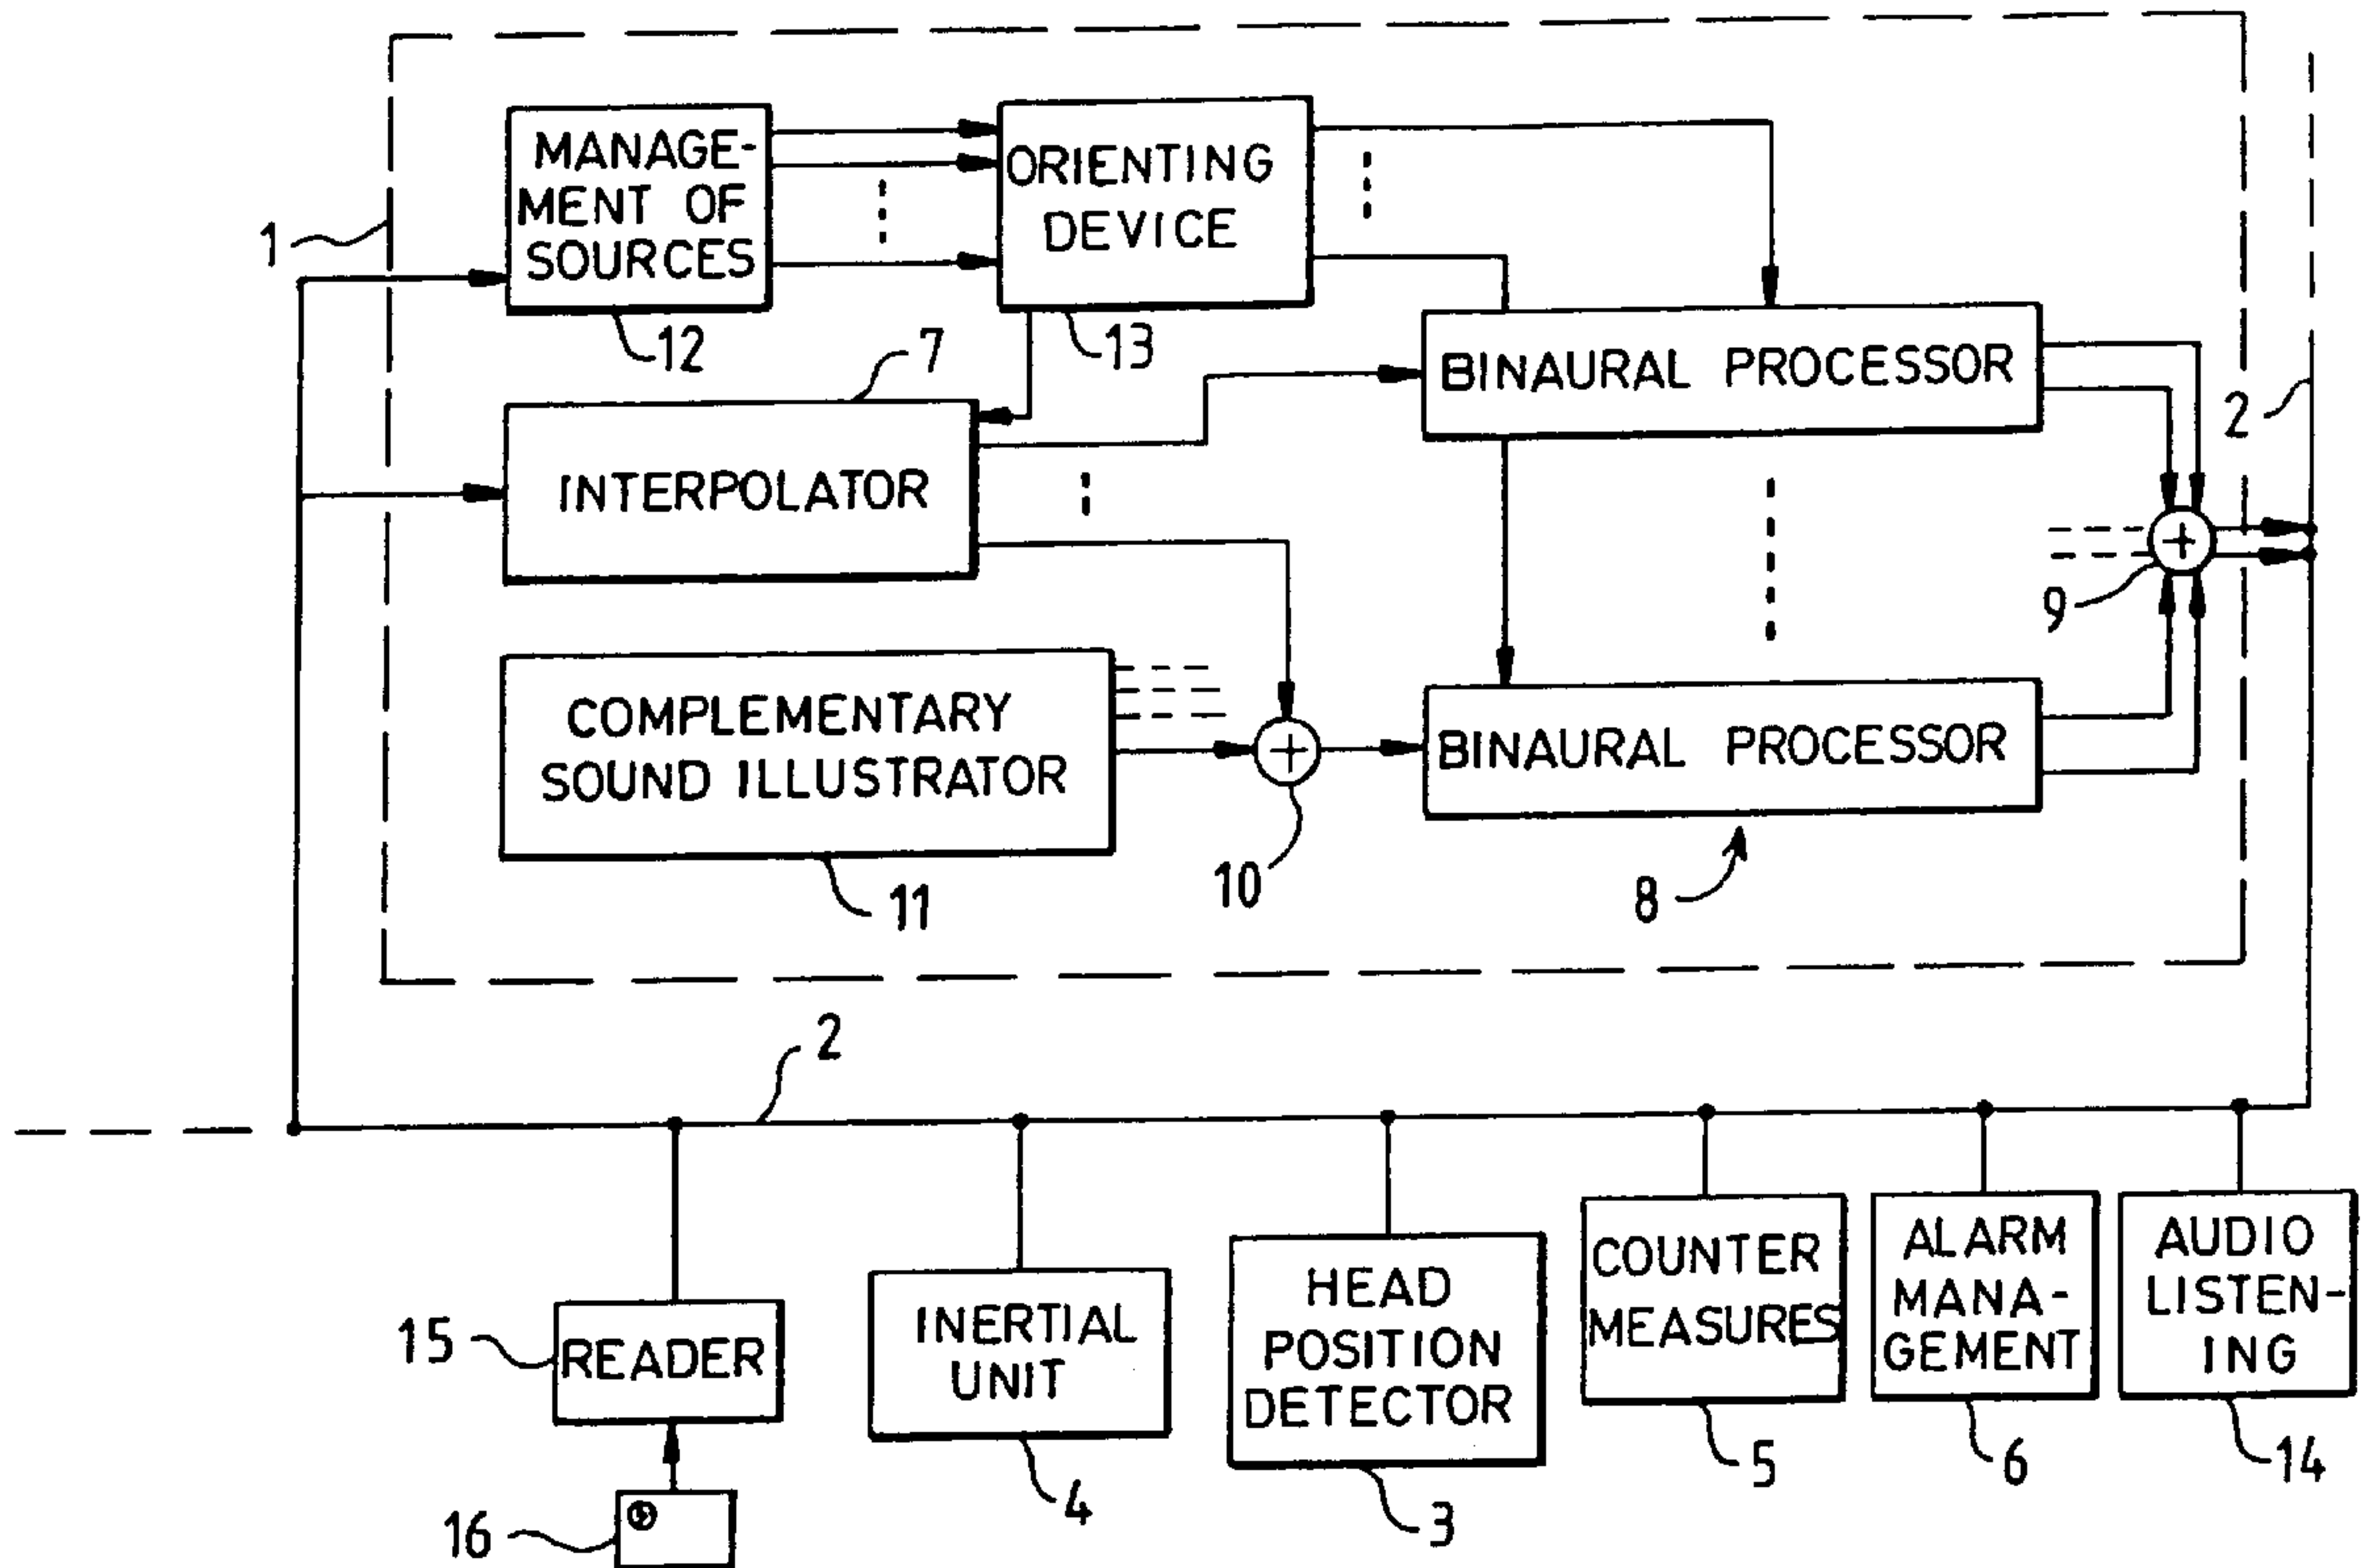 MANAGE-
MENT OF
SOURCES
12
ORIENTING
DEVICE
13
1
7
INTERPOLATOR
BINAURAL PROCESSOR
2
9
COMPLEMENTARY
SOUND ILLUSTRATOR
11
10
BINAURAL PROCESSOR
8
2
READER
15
16
INERTIAL
UNIT
4
HEAD
POSITION
DETECTOR
3
COUNTER
MEASURES
5
ALARM
MANA-
GEMENT
6
AUDIO
LISTEN-
ING
14